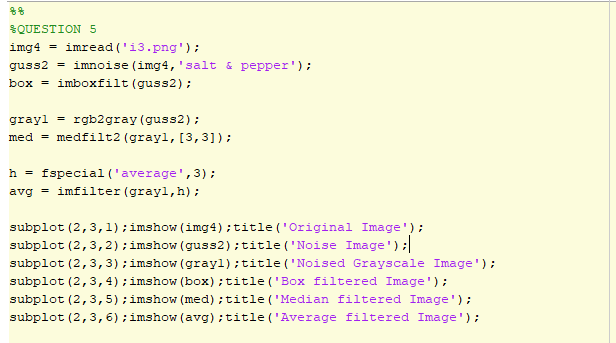 %%
%QUESTION 5
img4 = imread('i3.png');
guss2 = imnoise(img4,'salt & pepper');
box = imboxfilt(guss2);
gray1 = rgb2gray(guss2);
med = medfilt2(gray1,[3,3]);
h = fspecial('average',3);
avg = imfilter(gray1,h);
subplot(2,3,1);imshow(img4);title('Original Image');
subplot(2,3,2);imshow(guss2);title('Noise Image');
subplot(2,3,3);imshow(gray1);title('Noised Grayscale Image');
subplot(2,3,4);imshow(box);title('Box filtered Image');
subplot(2,3,5);imshow(med);title('Median filtered Image');
subplot(2,3,6);imshow(avg);title('Average filtered Image');